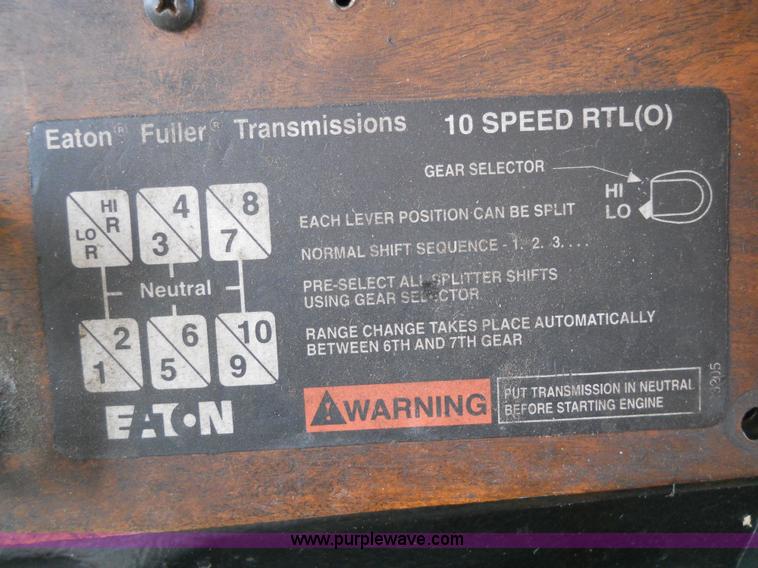 Eaton® Fuller® Transmissions 10 SPEED RTL(O)
GEAR SELECTOR
HI
LO
HI
R
LO
R
4
3
8
7
EACH LEVER POSITION CAN BE SPLIT
NORMAL SHIFT SEQUENCE - 1. 2. 3. . . .
Neutral
PRE-SELECT ALL SPLITTER SHIFTS
USING GEAR SELECTOR
2
1
6
5
10
9
RANGE CHANGE TAKES PLACE AUTOMATICALLY
BETWEEN 6TH AND 7TH GEAR
EATON
WARNING
PUT TRANSMISSION IN NEUTRAL
BEFORE STARTING ENGINE
www.purplewave.com